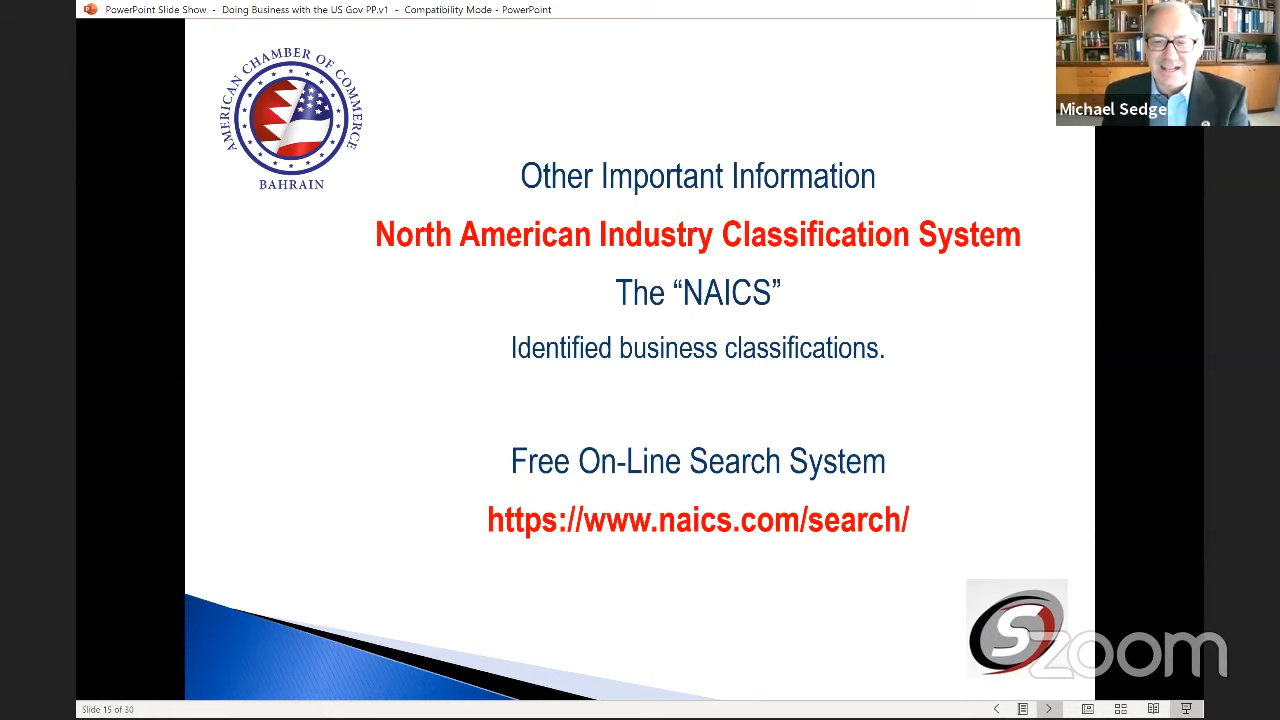 PowerPoint Slide Show - Doing Business with the US Gov PP.v1 - Compatibility Mode - PowerPoint
AMERICAN CHAMBER OF COMMERCE
BAHRAIN
Michael Sedge
Other Important Information
North American Industry Classification System
The “NAICS”
Identified business classifications.
Free On-Line Search System
https://www.naics.com/search/
S
zoom
Slide 15 of 30